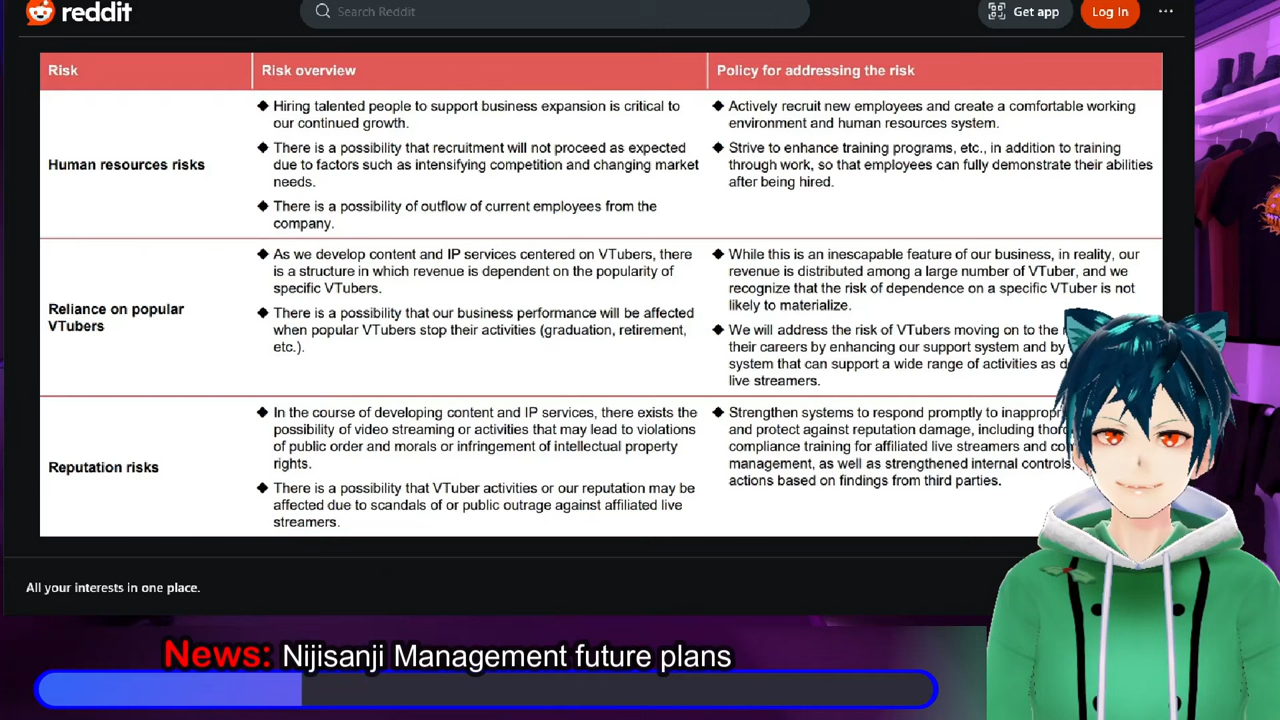 reddit
Search Reddit
Get app
Log In
Risk
Risk overview
Policy for addressing the risk
Human resources risks
◆ Hiring talented people to support business expansion is critical to
our continued growth.
◆ There is a possibility that recruitment will not proceed as expected
due to factors such as intensifying competition and changing market
needs.
◆ There is a possibility of outflow of current employees from the
company.
◆ Actively recruit new employees and create a comfortable working
environment and human resources system.
◆ Strive to enhance training programs, etc., in addition to training
through work, so that employees can fully demonstrate their abilities
after being hired.
Reliance on popular
VTubers
◆ As we develop content and IP services centered on VTubers, there
is a structure in which revenue is dependent on the popularity of
specific VTubers.
◆ There is a possibility that our business performance will be affected
when popular VTubers stop their activities (graduation, retirement,
etc.).
◆ While this is an inescapable feature of our business, in reality, our
revenue is distributed among a large number of VTuber, and we
recognize that the risk of dependence on a specific VTuber is not
likely to materialize.
◆ We will address the risk of VTubers moving on to the
their careers by enhancing our support system and by
system that can support a wide range of activities as
live streamers.
Reputation risks
◆ In the course of developing content and IP services, there exists the
possibility of video streaming or activities that may lead to violations
of public order and morals or infringement of intellectual property
rights.
◆ There is a possibility that VTuber activities or our reputation may be
affected due to scandals of or public outrage against affiliated live
streamers.
◆ Strengthen systems to respond promptly to
and protect against reputation damage, including
compliance training for affiliated live streamers and
management, as well as strengthened internal controls,
actions based on findings from third parties.
All your interests in one place.
News: Nijisanji Management future plans